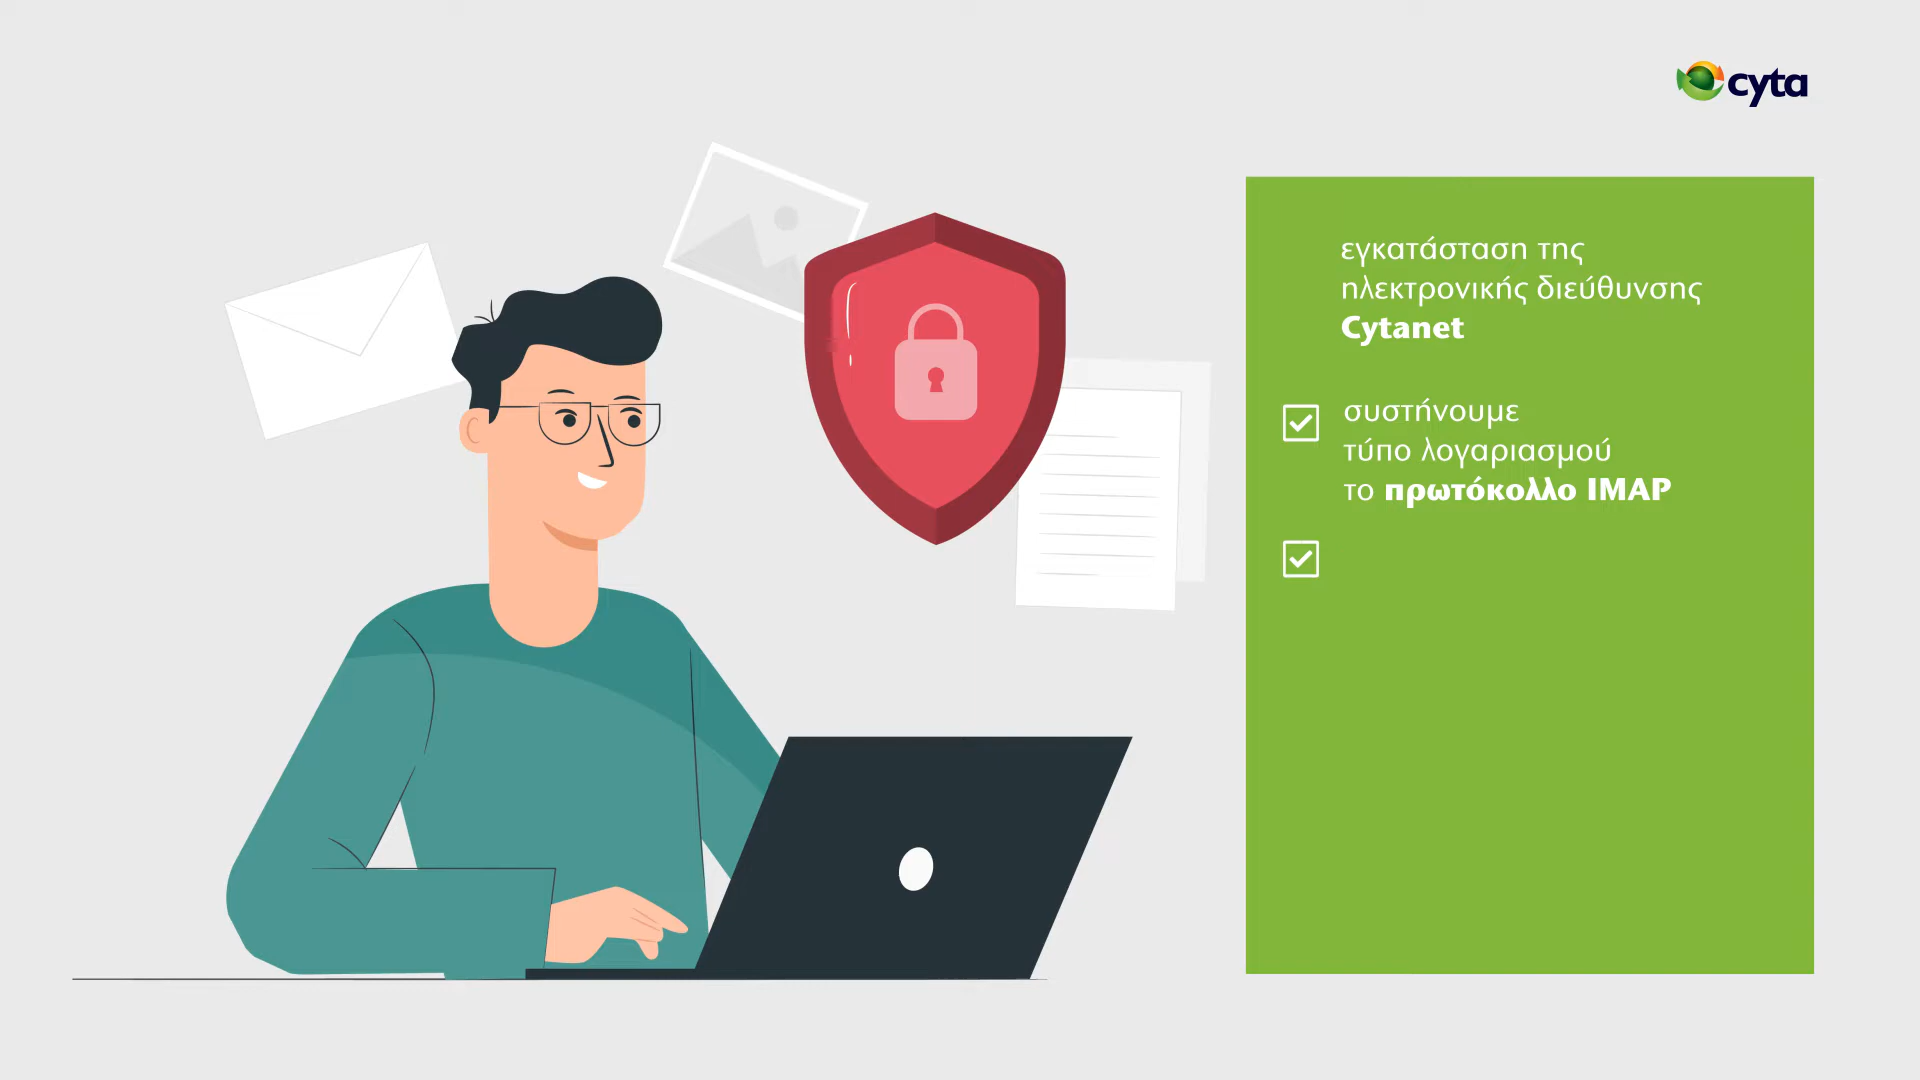 cyta
εγκατάσταση της
ηλεκτρονικής διεύθυνσης
Cytanet
συστήνουμε
τύπο λογαριασμού
το πρωτόκολλο IMAP